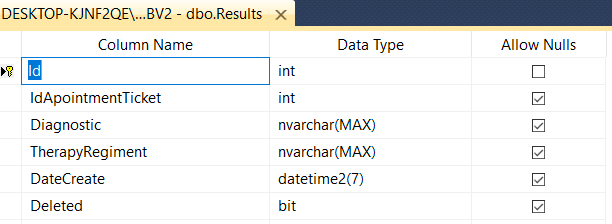 DESKTOP-KJNF2QE\...BV2 - dbo.Results
Column Name Data Type Allow Nulls
Id int
IdApointmentTicket int
Diagnostic nvarchar(MAX)
TherapyRegiment nvarchar(MAX)
DateCreate datetime2(7)
Deleted bit